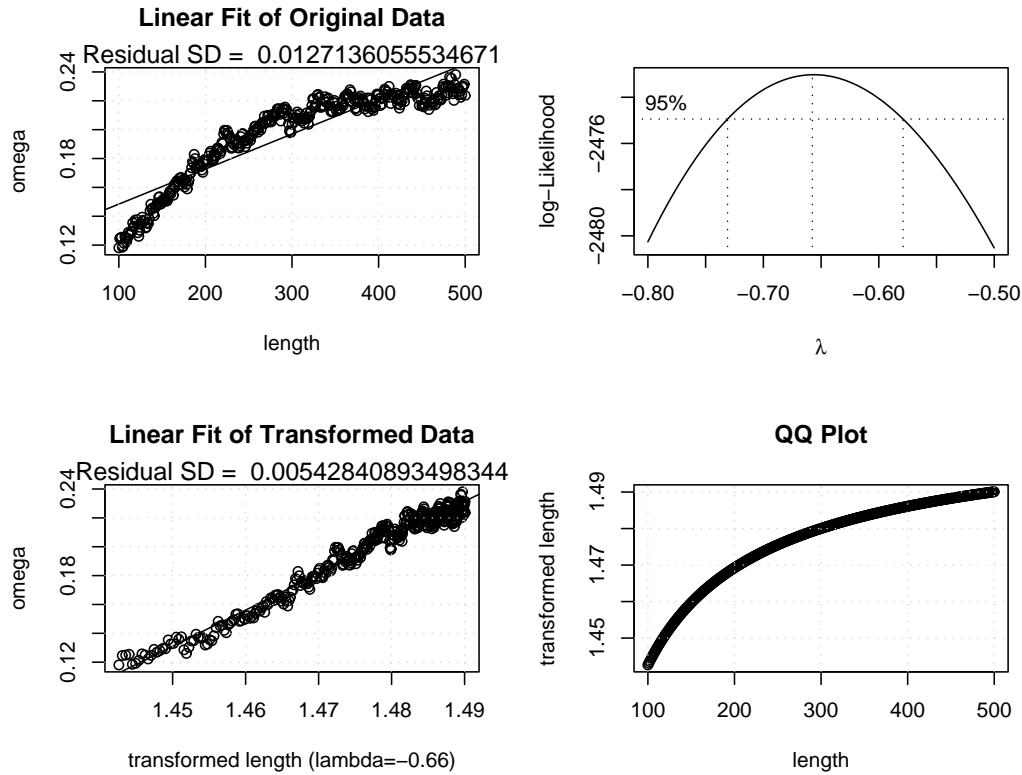 Linear Fit of Original Data
Residual SD =  0.0127136055534671
omega
0.12 0.18 0.24
100 200 300 400 500
length
log−Likelihood
−2480 −2476
95%
−0.80 −0.70 −0.60 −0.50
λ
Linear Fit of Transformed Data
Residual SD =  0.00542840893498344
omega
0.12 0.18 0.24
1.45 1.46 1.47 1.48 1.49
transformed length (lambda=−0.66)
QQ Plot
transformed length
1.45 1.47 1.49
100 200 300 400 500
length